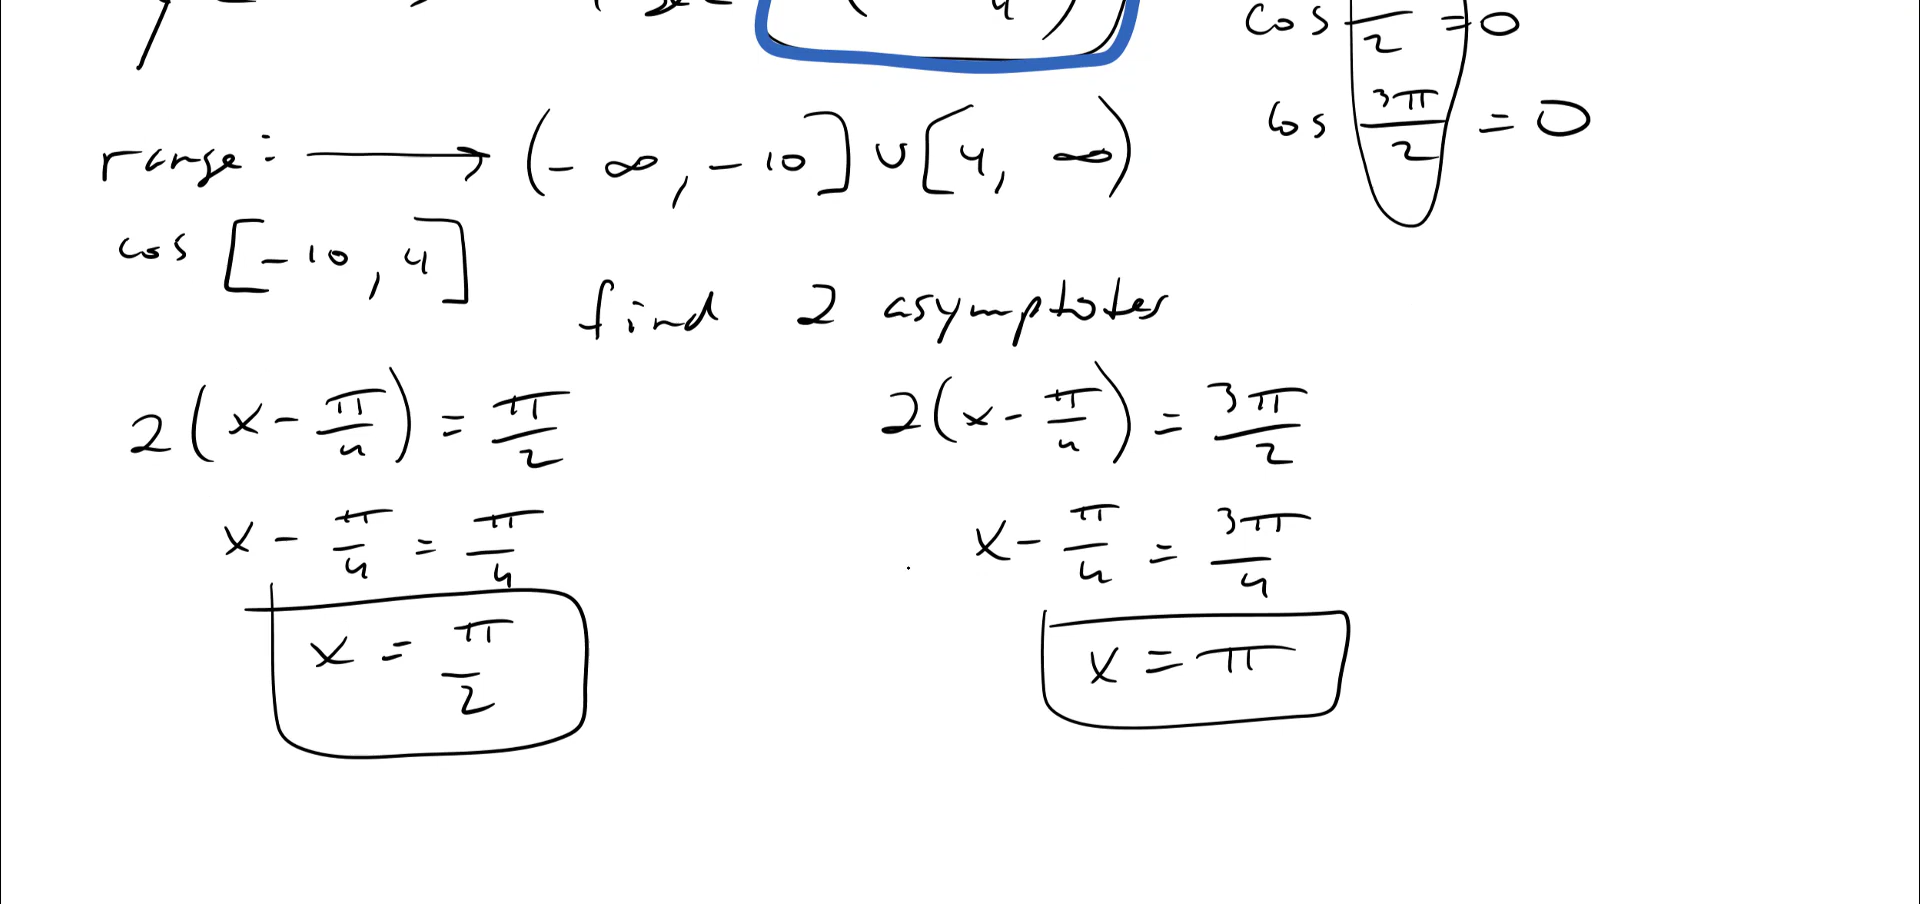 cos π/2 = 0
cos 3π/2 = 0
range: ⟶ (-∞, -10] ∪ [4, ∞)
cos [-10, 4]
find 2 asymptotes
2(x - π/4) = π/2
2(x - π/4) = 3π/2
x - π/4 = π/4
x - π/4 = 3π/4
x = π/2
x = π